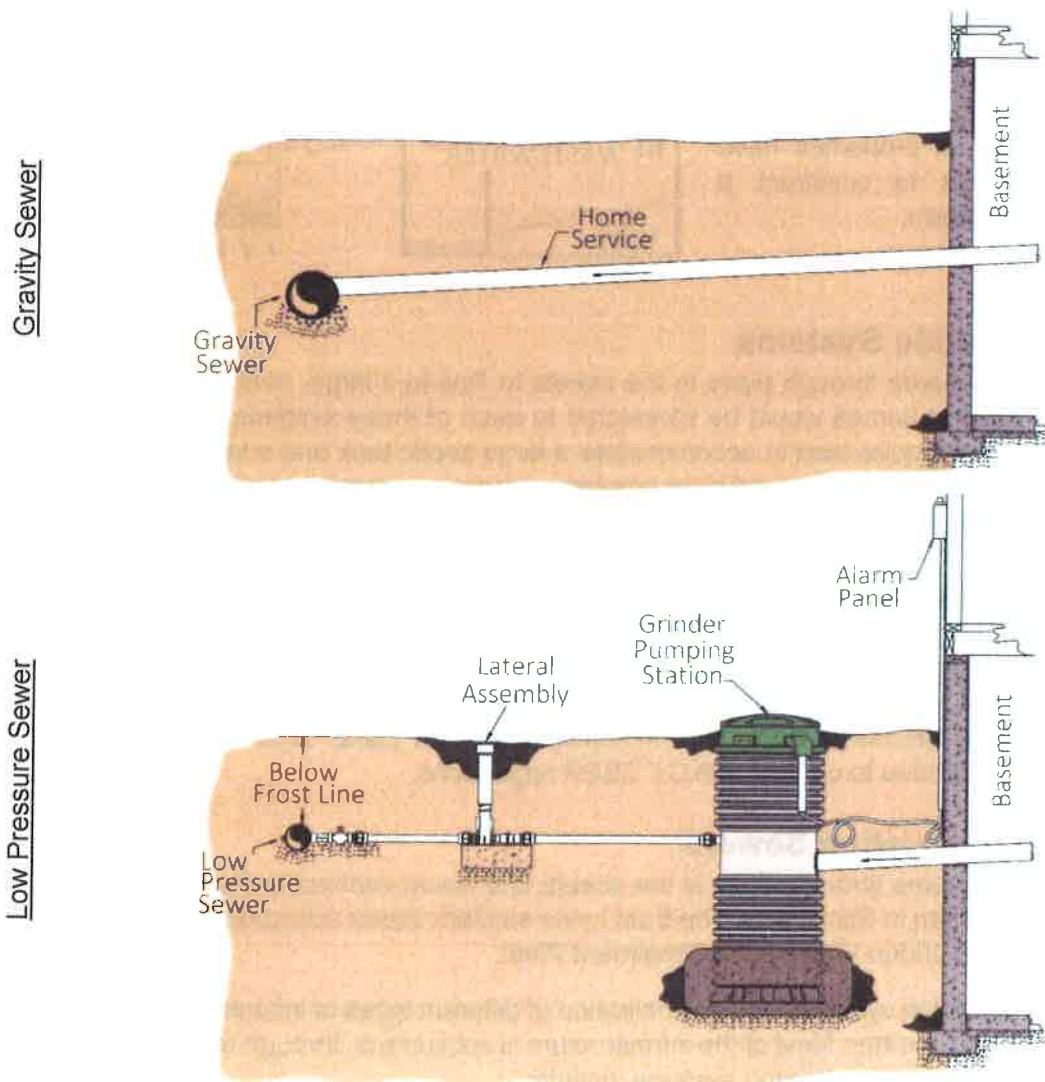 Gravity Sewer
Basement
Home
Service
Gravity
Sewer
Low Pressure Sewer
Alarm
Panel
Grinder
Pumping
Station
Lateral
Assembly
Basement
Below
Frost Line
Low
Pressure
Sewer